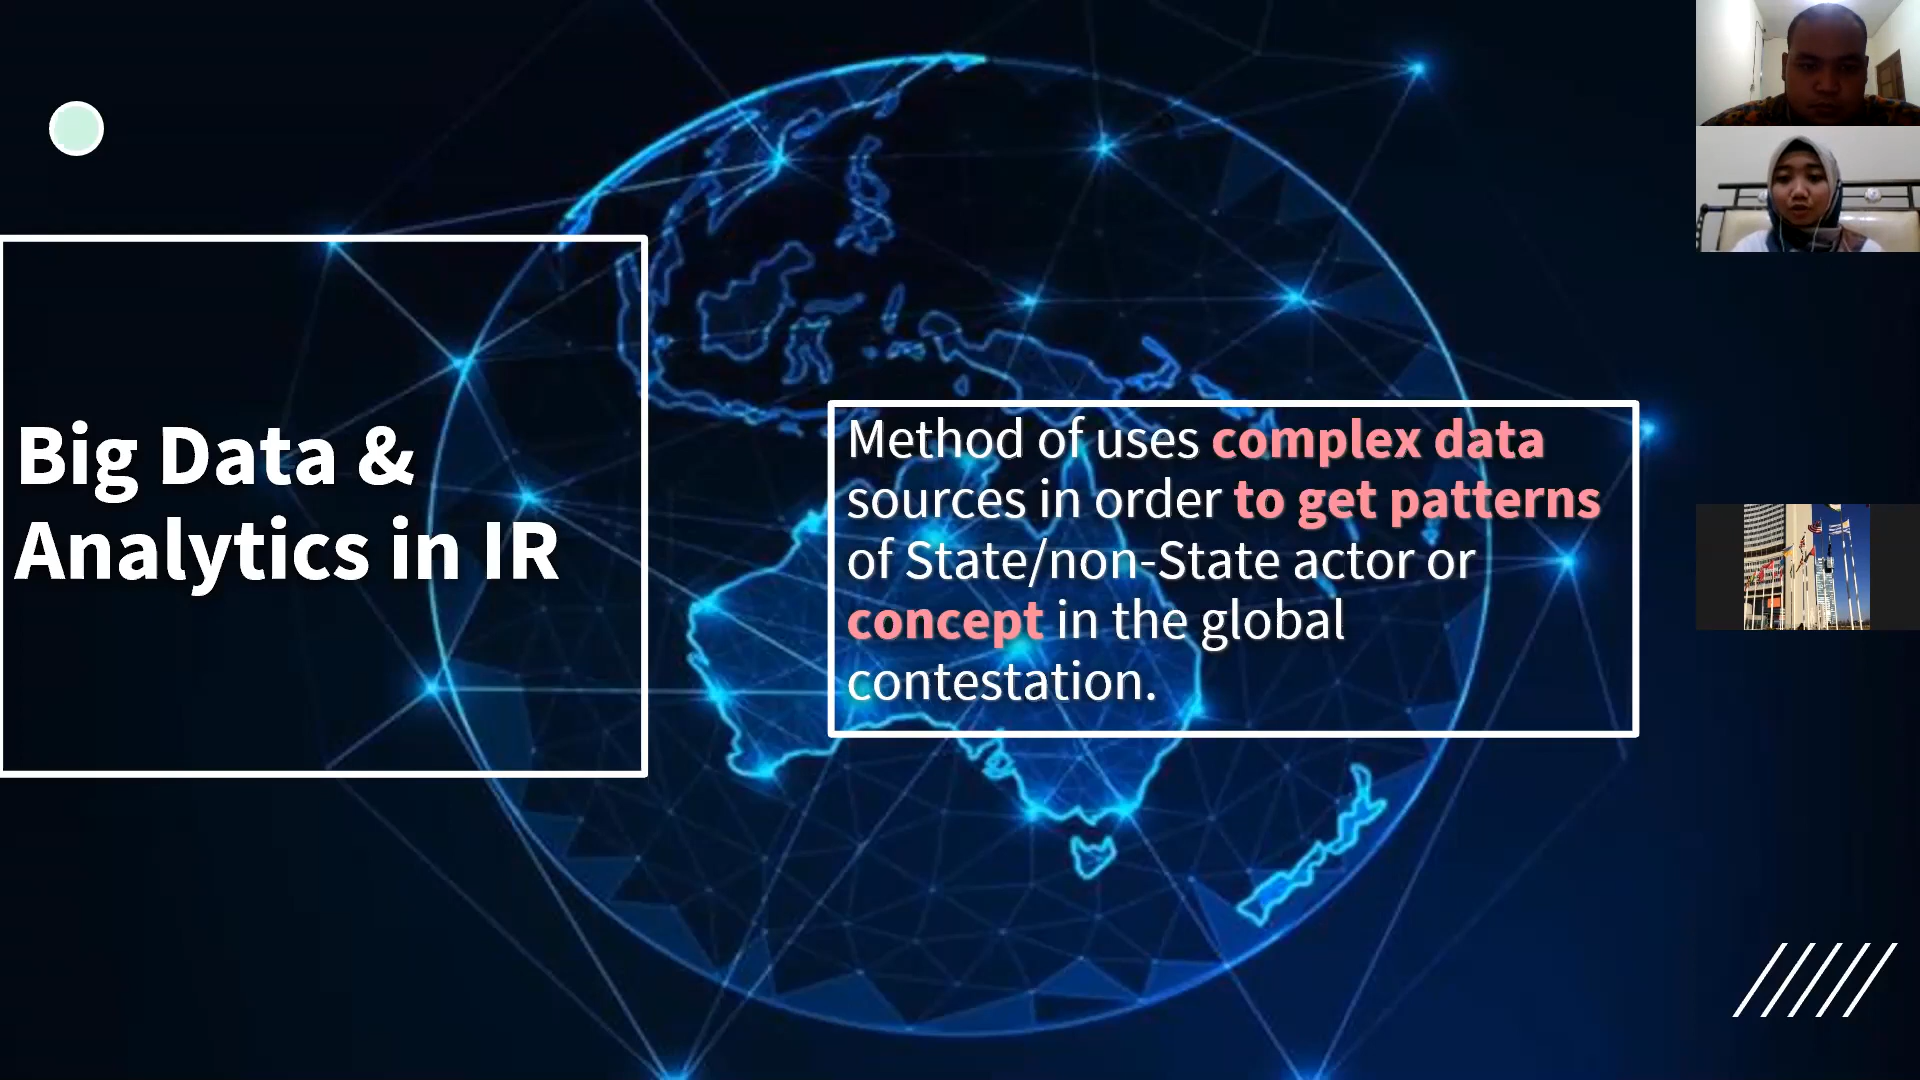 Big Data &
Analytics in IR
Method of uses complex data
sources in order to get patterns
of State/non-State actor or
concept in the global
contestation.